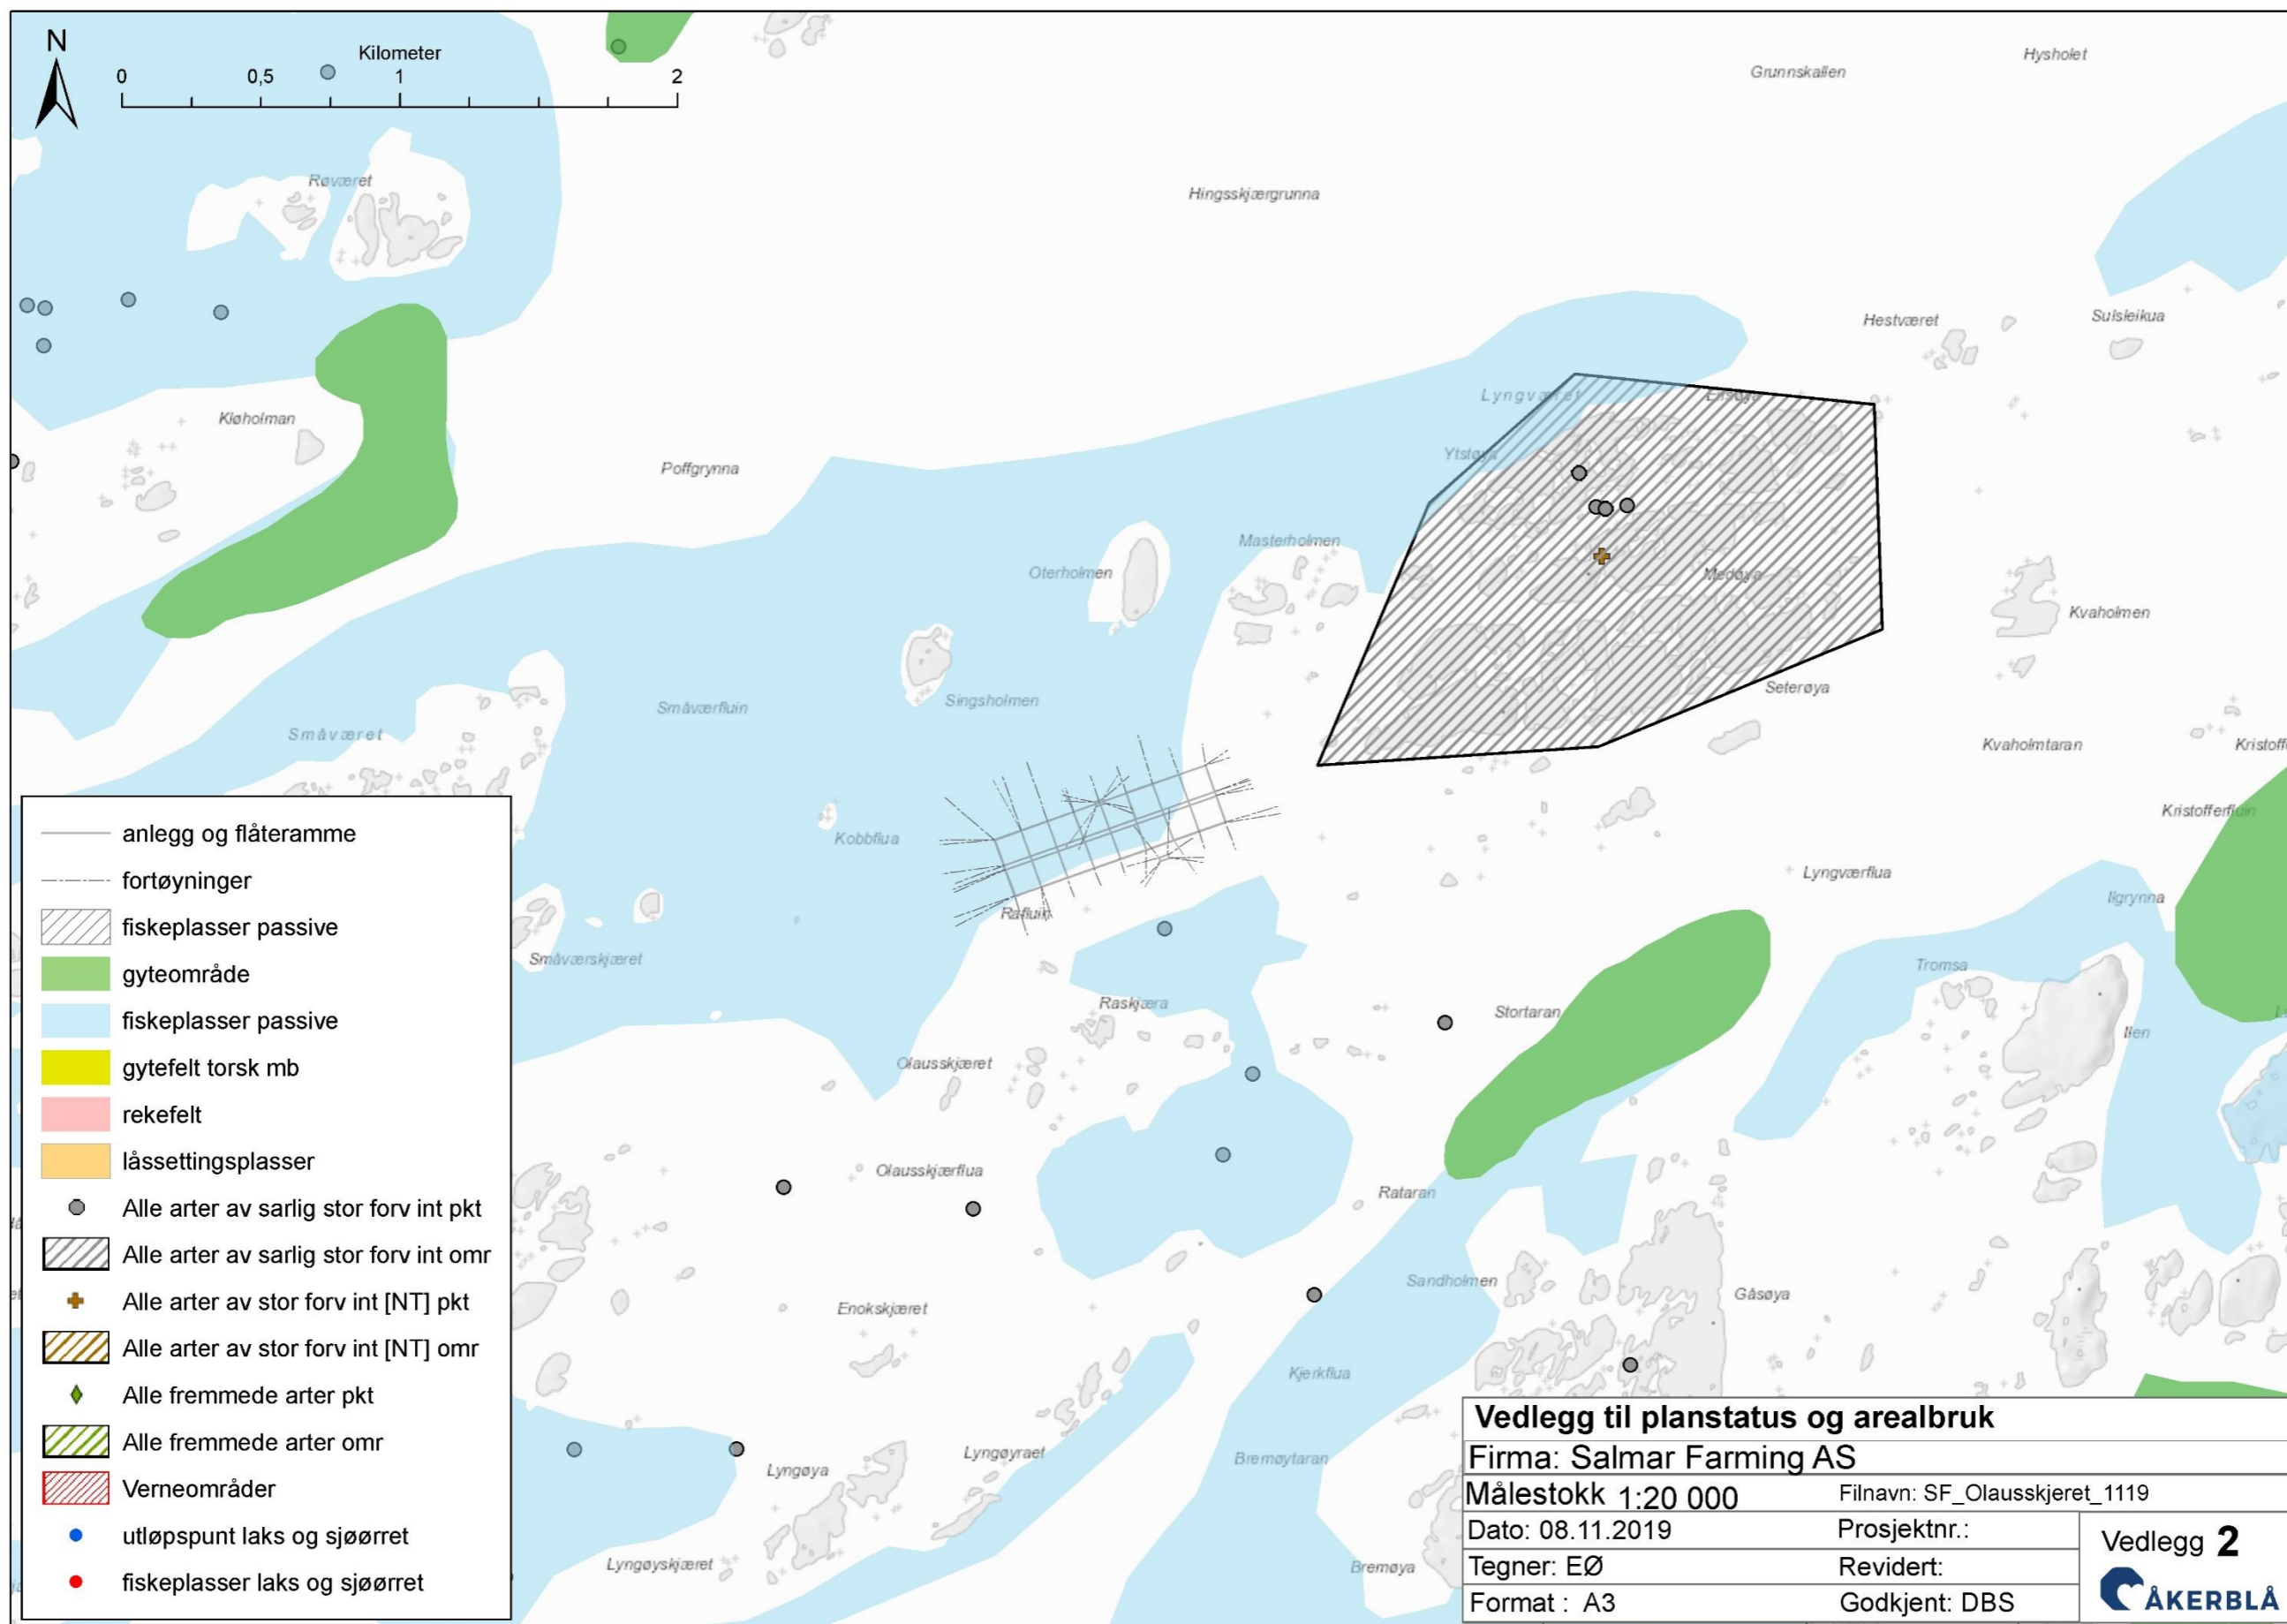 N
Kilometer
0 0,5 1 2
Hysholet
Grunnskallen
Røværet
Hingsskjærgrunna
Hestværet
Sulsleikua
Lyngværet
Kløholman
Ytstøya
Poffgrynna
Masterholmen
Oterholmen
Medøya
Kvaholmen
Seterøya
Singsholmen
Småværfluin
Småværet
Kvaholmtaran
Kristoff
Kristofferfluin
Kobbflua
Lyngværflua
Ilgrynna
Rafluin
Småværskjæret
Tromsa
Raskjæra
Stortaran
Ilen
Olausskjæret
Olausskjærflua
Rataran
Sandholmen
Gåsøya
Enokskjæret
Kjerkflua
Lyngøyraet
Bremøytaran
Lyngøya
Lyngøyskjæret
Bremøya
anlegg og flåteramme
fortøyninger
fiskeplasser passive
gyteområde
fiskeplasser passive
gytefelt torsk mb
rekefelt
låssettingsplasser
Alle arter av sarlig stor forv int pkt
Alle arter av sarlig stor forv int omr
Alle arter av stor forv int [NT] pkt
Alle arter av stor forv int [NT] omr
Alle fremmede arter pkt
Alle fremmede arter omr
Verneområder
utløpspunt laks og sjøørret
fiskeplasser laks og sjøørret
Vedlegg til planstatus og arealbruk
Firma: Salmar Farming AS
Målestokk 1:20 000 Filnavn: SF_Olausskjeret_1119
Dato: 08.11.2019 Prosjektnr.:
Tegner: EØ Revidert:
Format : A3 Godkjent: DBS
Vedlegg 2
ÅKERBLÅ